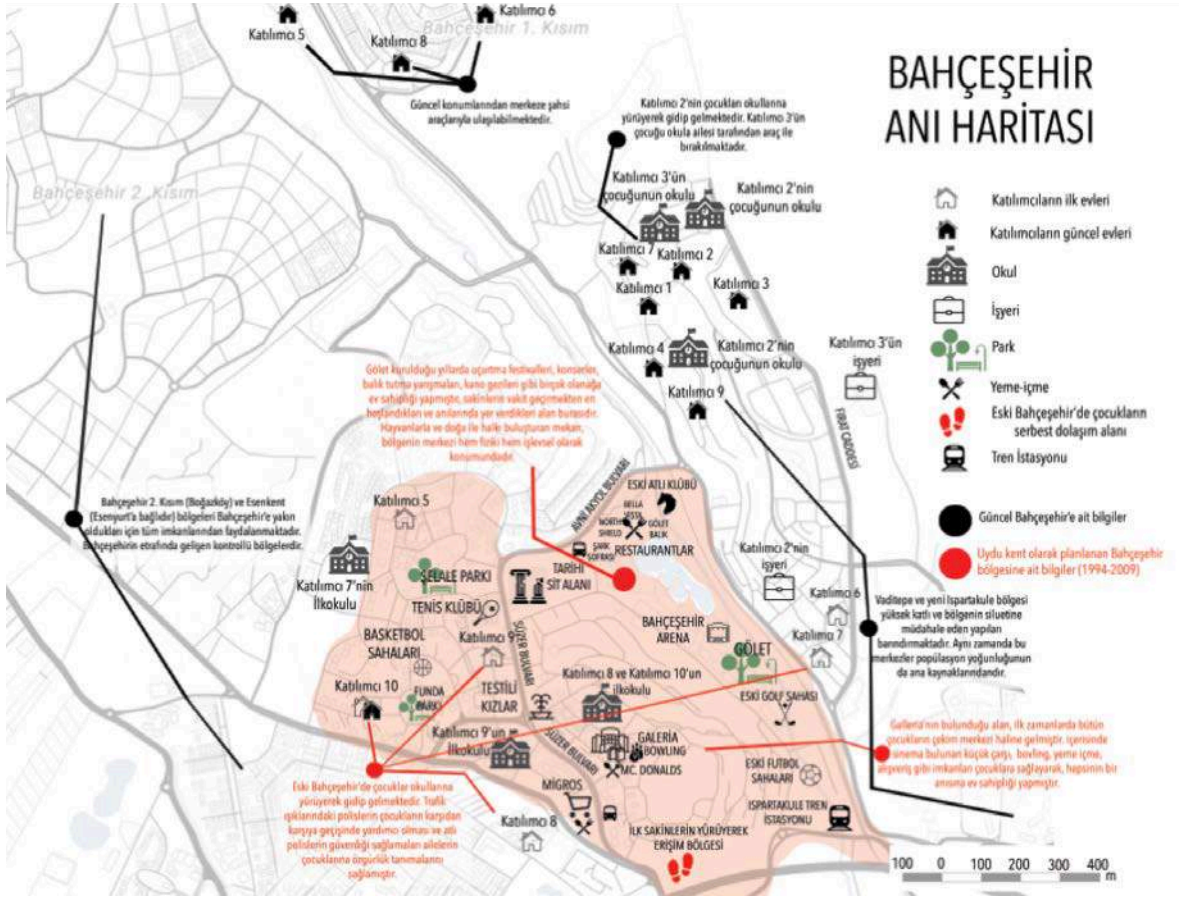 BAHÇEŞEHİR
ANI HARİTASI
Katılımcıların ilk evleri
Katılımcıların güncel evleri
Okul
İşyeri
Park
Yeme-içme
Eski Bahçeşehir'de çocukların
serbest dolaşım alanı
Tren İstasyonu
Güncel Bahçeşehir'e ait bilgiler
Uydu kent olarak planlanan Bahçeşehir
bölgesine ait bilgiler (1994-2009)
Katılımcı 5
Katılımcı 8
Katılımcı 6
Bahçeşehir 1. Kısım
Güncel konumlarından merkeze şahsi
araçlarıyla ulaşılabilmektedir.
Bahçeşehir 2. Kısım
Katılımcı 2'nin çocukları okullarına
yürüyerek gidip gelmektedir. Katılımcı 3'ün
çocuğu okula ailesi tarafından araç ile
bırakılmaktadır.
Katılımcı 3'ün
çocuğunun okulu
Katılımcı 2'nin
çocuğunun okulu
Katılımcı 7
Katılımcı 2
Katılımcı 1
Katılımcı 3
Katılımcı 4
Katılımcı 2'nin
çocuğunun okulu
Katılımcı 9
Katılımcı 3'ün
işyeri
FIRAT CADDESİ
Gölet kurulduğu yıllarda uçurtma festivalleri, konserler,
balık tutma yarışmaları, kano gezileri gibi birçok olanağa
ev sahipliği yapmıştır, sakinlerin vakit geçirmekten en
hoşlandıkları ve anılarında yer verdikleri alan burasıdır.
Hayvanlarla ve doğa ile halkı buluşturan mekan,
bölgenin merkezi hem fiziki hem işlevsel olarak
konumundadır.
Bahçeşehir 2. Kısım (Boğazköy) ve Esenkent
(Esenyurt'a bağlıdır) bölgeleri Bahçeşehir'e yakın
oldukları için tüm imkanlarından faydalanmaktadır.
Bahçeşehirin etrafında gelişen kontrollü bölgelerdir.
Katılımcı 5
Katılımcı 7'nin
İlkokulu
ŞELALE PARKI
TENİS KLÜBÜ
BASKETBOL
SAHALARI
Katılımcı 9
Katılımcı 10
FUNDA
PARKI
TESTİLİ
KIZLAR
SÜZER BULVARI
AVNİ AKYOL BULVARI
ESKİ ATLI KLÜBÜ
BELLA
VISTA
NORTH
SHIELD
GÖLET
BALIK
ŞARK
SOFRASI
RESTAURANTLAR
TARİHİ
SİT ALANI
BAHÇEŞEHİR
ARENA
GÖLET
Katılımcı 2'nin
işyeri
Katılımcı 6
Katılımcı 7
ESKİ GOLF SAHASI
Katılımcı 8 ve Katılımcı 10'un
ilkokulu
Katılımcı 9'un
İlkokulu
SÜZER BULVARI
GALERİA
BOWLING
MC. DONALDS
MİGROS
Katılımcı 8
ESKİ FUTBOL
SAHALARI
ISPARTAKULE TREN
İSTASYONU
İLK SAKİNLERİN YÜRÜYEREK
ERİŞİM BÖLGESİ
Vaditepe ve yeni Ispartakule bölgesi
yüksek katlı ve bölgenin siluetine
müdahale eden yapıları
barındırmaktadır. Aynı zamanda bu
merkezler popülasyon yoğunluğunun
da ana kaynaklarındandır.
Galleria'nın bulunduğu alan, ilk zamanlarda bütün
çocukların çekim merkezi haline gelmiştir. İçerisinde
sinema bulunan küçük çarşı, bovling, yeme içme,
alışveriş gibi imkanları çocuklara sağlayarak, hepsinin bir
anısına ev sahipliği yapmıştır.
Eski Bahçeşehir'de çocuklar okullarına
yürüyerek gidip gelmektedir. Trafik
ışıklarındaki polislerin çocukların karşıdan
karşıya geçişinde yardımcı olması ve atlı
polislerin güvenliği sağlamaları ailelerin
çocuklarına özgürlük tanımalarını
sağlamıştır.
100 0 100 200 300 400
m